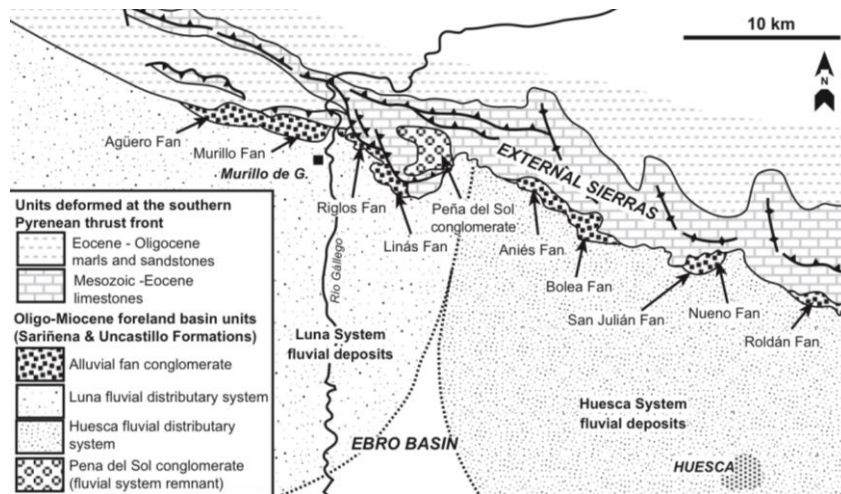 10 km
N
Agüero Fan
Murillo Fan
Murillo de G.
Riglos Fan
Linás Fan
Peña del Sol
conglomerate
EXTERNAL SIERRAS
Aniés Fan
Bolea Fan
San Julián Fan
Nueno Fan
Roldán Fan
Río Gállego
Luna System
fluvial deposits
Huesca System
fluvial deposits
EBRO BASIN
HUESCA
Units deformed at the southern
Pyrenean thrust front
Eocene - Oligocene
marls and sandstones
Mesozoic -Eocene
limestones
Oligo-Miocene foreland basin units
(Sariñena & Uncastillo Formations)
Alluvial fan conglomerate
Luna fluvial distributary system
Huesca fluvial distributary
system
Pena del Sol conglomerate
(fluvial system remnant)